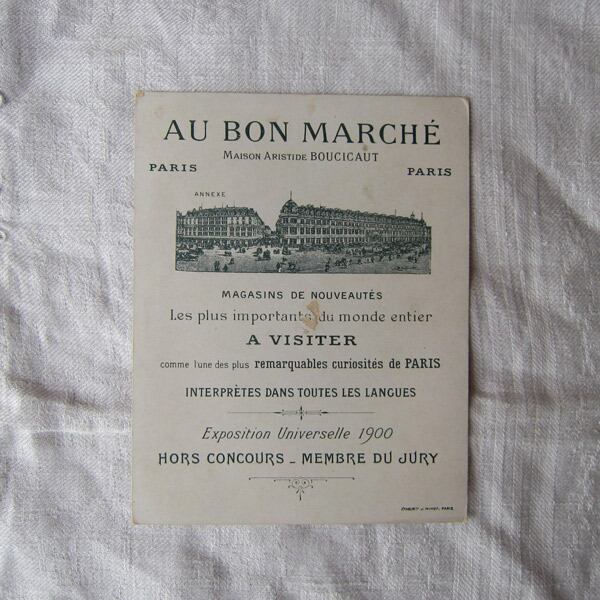 AU BON MARCHÉ
MAISON ARISTIDE BOUCICAUT
PARIS PARIS
ANNEXE
MAGASINS DE NOUVEAUTÉS
Les plus importants du monde entier
A VISITER
comme l'une des plus remarquables curiosités de PARIS
INTERPRÈTES DANS TOUTES LES LANGUES
Exposition Universelle 1900
HORS CONCOURS _ MEMBRE DU JURY
PARIS